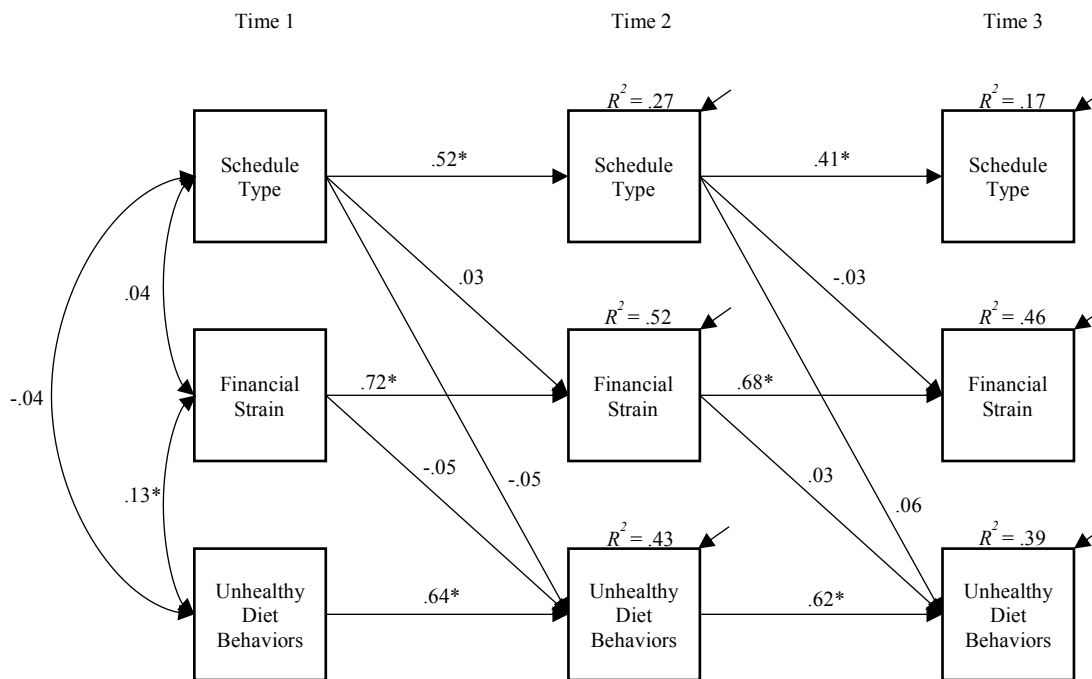 Time 1
Time 2
Time 3
R² = .27
R² = .17
Schedule
Type
.52*
Schedule
Type
.41*
Schedule
Type
.04
.03
-.03
R² = .52
R² = .46
Financial
Strain
.72*
Financial
Strain
.68*
Financial
Strain
-.04
.13*
-.05
-.05
.03
.06
R² = .43
R² = .39
Unhealthy
Diet
Behaviors
.64*
Unhealthy
Diet
Behaviors
.62*
Unhealthy
Diet
Behaviors